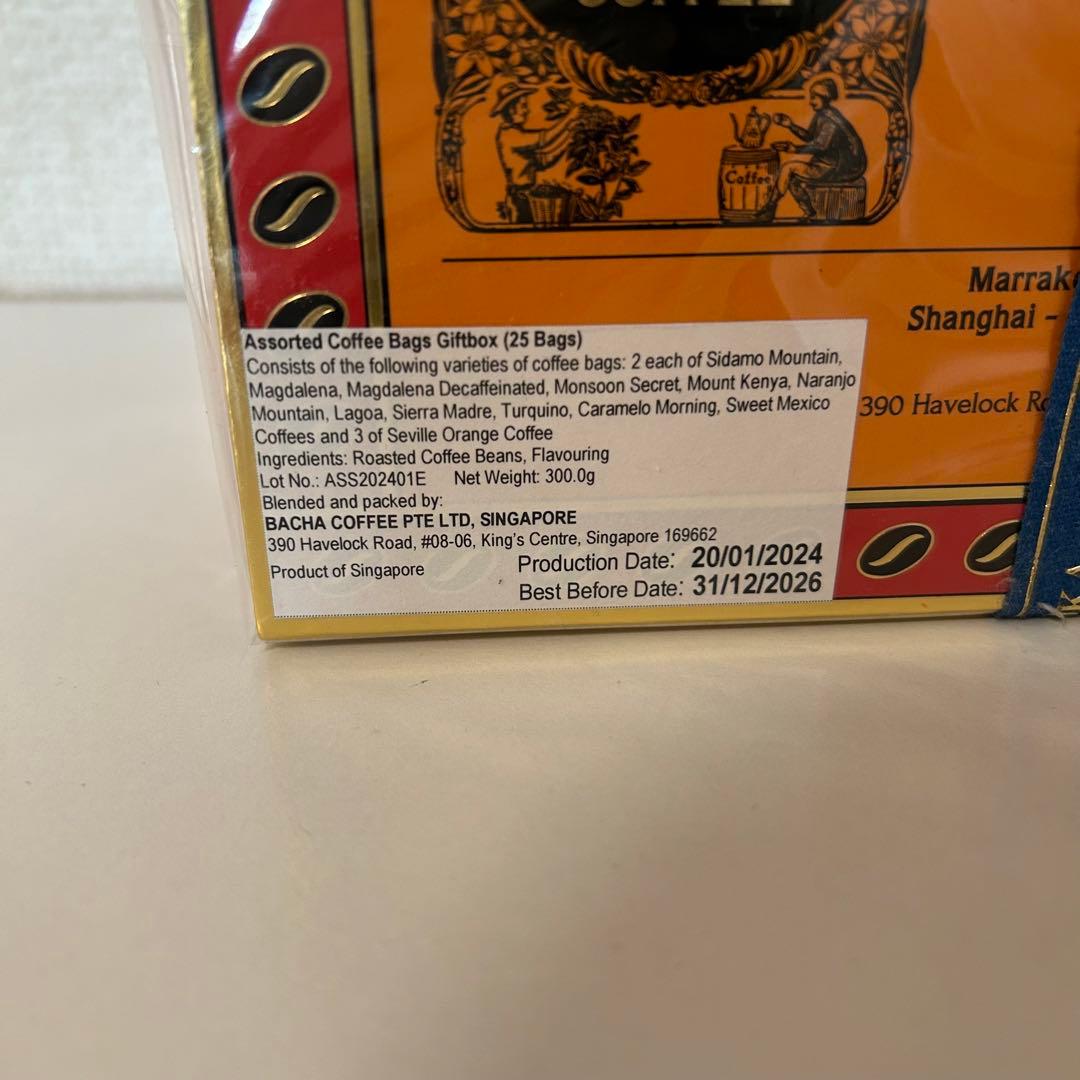 COFFEE
Coffee
Shanghai –
390 Havelock
Assorted Coffee Bags Giftbox (25 Bags)
Consists of the following varieties of coffee bags: 2 each of Sidamo Mountain,
Magdalena, Magdalena Decaffeinated, Monsoon Secret, Mount Kenya, Naranjo
Mountain, Lagoa, Sierra Madre, Turquino, Caramelo Morning, Sweet Mexico
Coffees and 3 of Seville Orange Coffee
Ingredients: Roasted Coffee Beans, Flavouring
Lot No.: ASS202401E Net Weight: 300.0g
Blended and packed by:
BACHA COFFEE PTE LTD, SINGAPORE
390 Havelock Road, #08-06, King's Centre, Singapore 169662
Product of Singapore
Production Date: 20/01/2024
Best Before Date: 31/12/2026